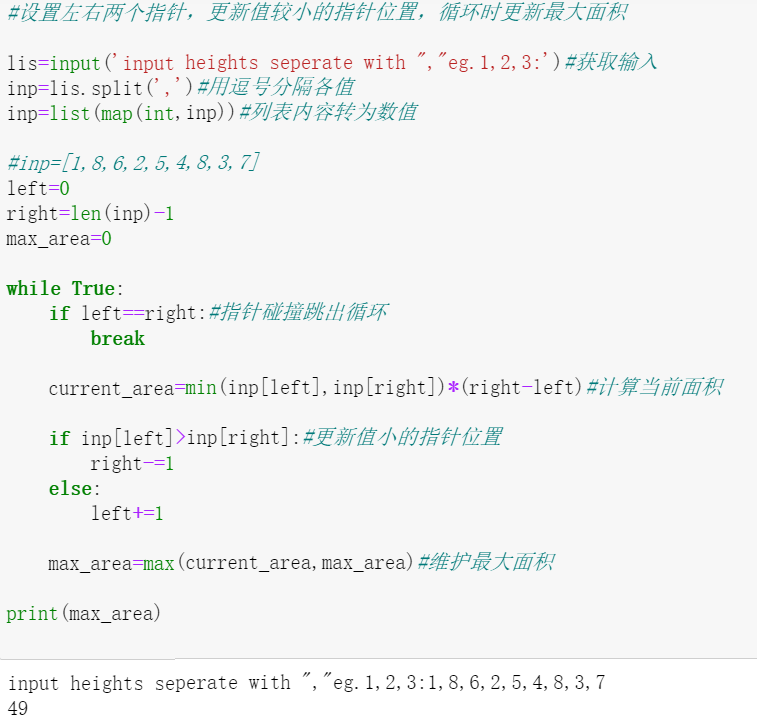 #设置左右两个指针，更新值较小的指针位置，循环时更新最大面积
lis=input('input heights seperate with ","eg.1,2,3:')#获取输入
inp=lis.split(',')#用逗号分隔各值
inp=list(map(int,inp))#列表内容转为数值
#inp=[1,8,6,2,5,4,8,3,7]
left=0
right=len(inp)-1
max_area=0
while True:
    if left==right:#指针碰撞跳出循环
        break
    current_area=min(inp[left],inp[right])*(right-left)#计算当前面积
    if inp[left]>inp[right]:#更新值小的指针位置
        right-=1
    else:
        left+=1
    max_area=max(current_area,max_area)#维护最大面积
print(max_area)
input heights seperate with ","eg.1,2,3:1,8,6,2,5,4,8,3,7
49